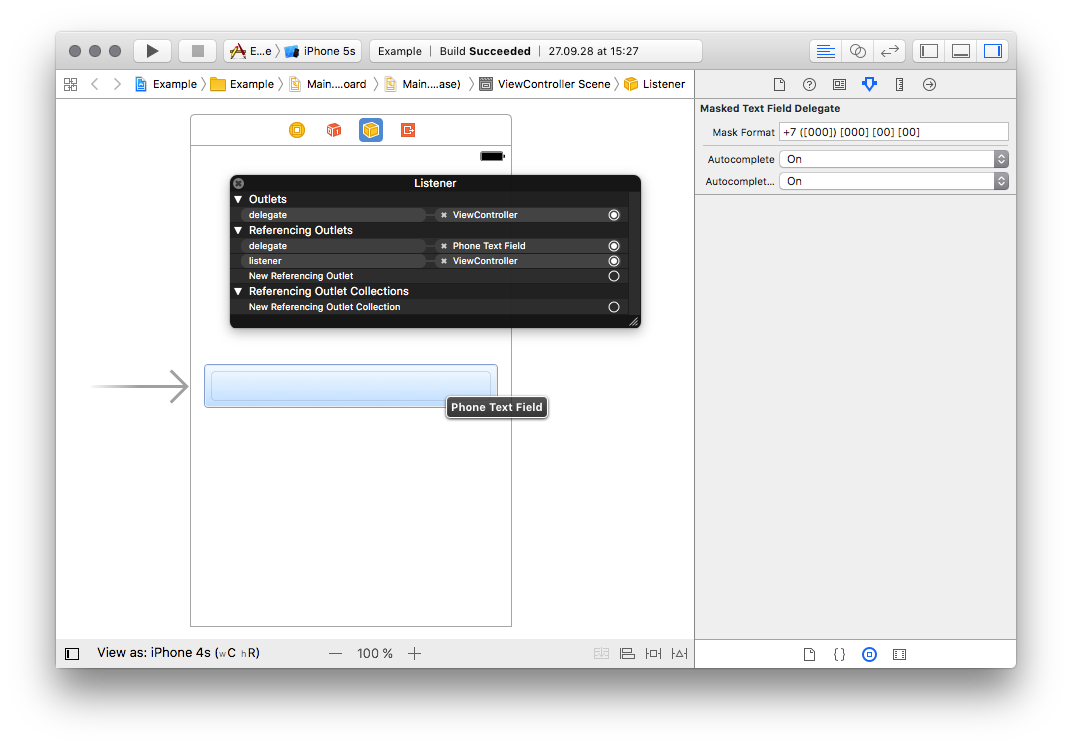 E...e iPhone 5s Example | Build Succeeded | 27.09.28 at 15:27
Example Example Main....oard Main....ase) ViewController Scene Listener
Masked Text Field Delegate
Mask Format +7 ([000]) [000] [00] [00]
Autocomplete On
Autocomplet... On
Listener
Outlets
delegate ViewController
Referencing Outlets
delegate Phone Text Field
listener ViewController
New Referencing Outlet
Referencing Outlet Collections
New Referencing Outlet Collection
Phone Text Field
View as: iPhone 4s (wC hR) — 100 % +